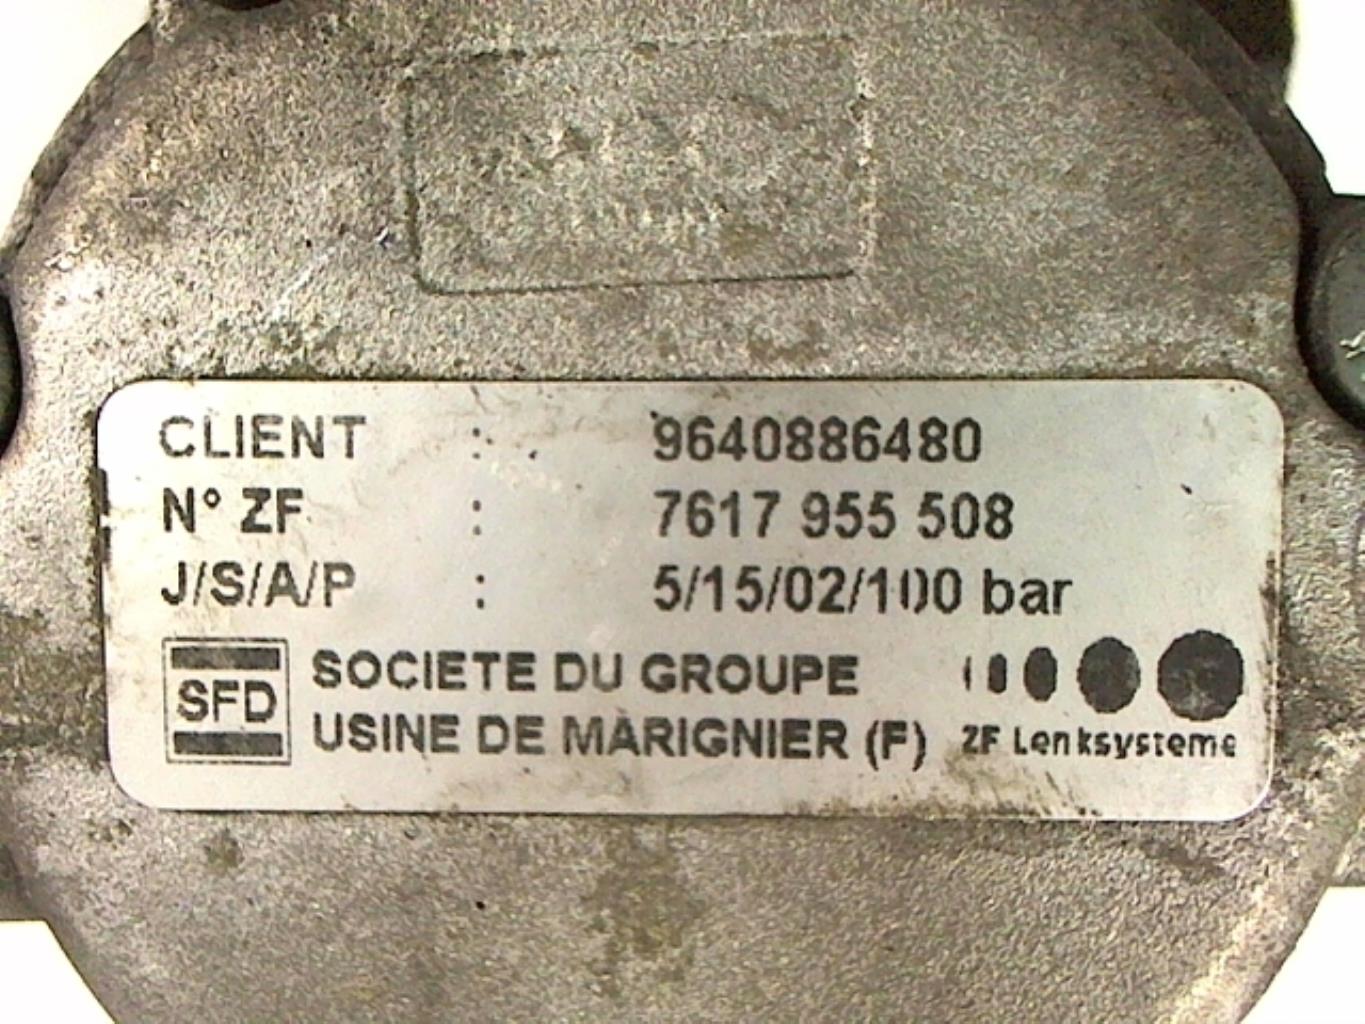 CLIENT : 9640886480
N° ZF : 7617 955 508
J/S/A/P : 5/15/02/100 bar
SFD
SOCIETE DU GROUPE
USINE DE MARIGNIER (F)
ZF Lenksysteme